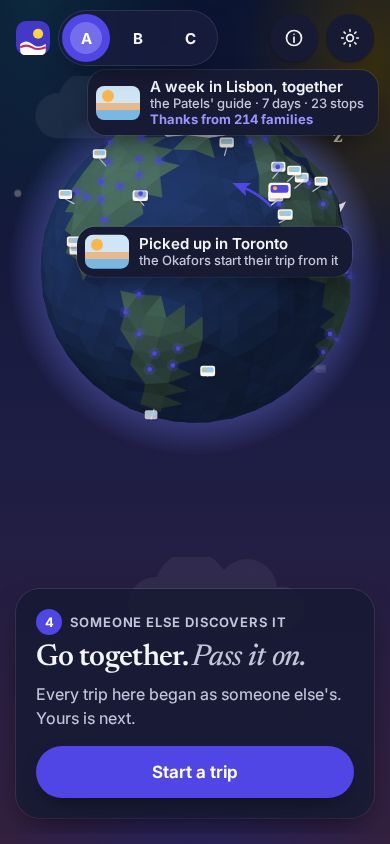 A B C
A week in Lisbon, together
the Patels' guide · 7 days · 23 stops
Thanks from 214 families
z
Picked up in Toronto
the Okafors start their trip from it
4 SOMEONE ELSE DISCOVERS IT
Go together. Pass it on.
Every trip here began as someone else's.
Yours is next.
Start a trip